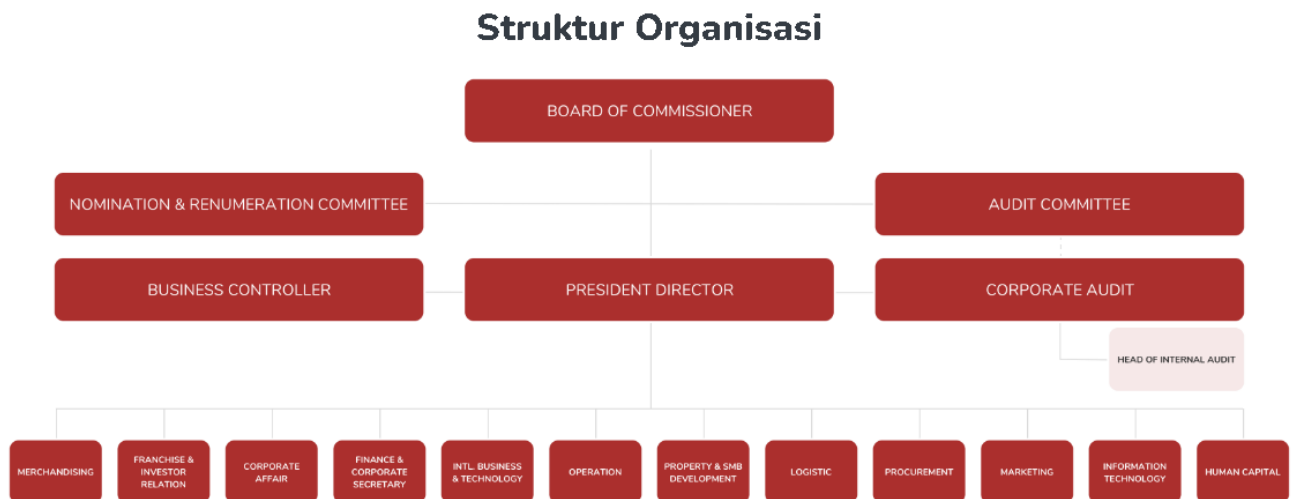 Struktur Organisasi
BOARD OF COMMISSIONER
NOMINATION & RENUMERATION COMMITTEE
AUDIT COMMITTEE
BUSINESS CONTROLLER
PRESIDENT DIRECTOR
CORPORATE AUDIT
HEAD OF INTERNAL AUDIT
MERCHANDISING
FRANCHISE &
INVESTOR
RELATION
CORPORATE
AFFAIR
FINANCE &
CORPORATE
SECRETARY
INTL. BUSINESS
& TECHNOLOGY
OPERATION
PROPERTY & SMB
DEVELOPMENT
LOGISTIC
PROCUREMENT
MARKETING
INFORMATION
TECHNOLOGY
HUMAN CAPITAL